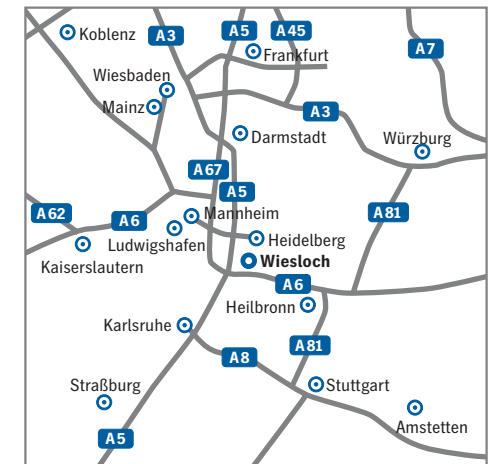 Koblenz
A3
A5
A45
A7
Frankfurt
Wiesbaden
Mainz
A3
Darmstadt
Würzburg
A67
A5
A62
A6
Mannheim
A81
Ludwigshafen
Heidelberg
Kaiserslautern
Wiesloch
A6
Heilbronn
Karlsruhe
A81
A8
Straßburg
Stuttgart
Amstetten
A5